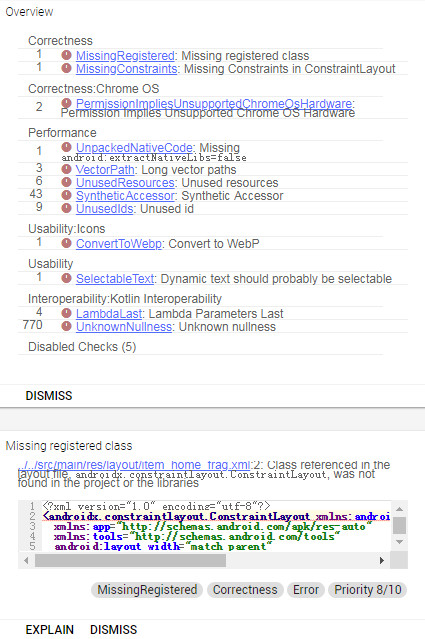 Overview
Correctness
1 MissingRegistered: Missing registered class
1 MissingConstraints: Missing Constraints in ConstraintLayout
Correctness:Chrome OS
2 PermissionImpliesUnsupportedChromeOsHardware:
Permission Implies Unsupported Chrome OS Hardware
Performance
1 UnpackedNativeCode: Missing
android:extractNativeLibs=false
3 VectorPath: Long vector paths
6 UnusedResources: Unused resources
43 SyntheticAccessor: Synthetic Accessor
9 UnusedIds: Unused id
Usability:Icons
1 ConvertToWebp: Convert to WebP
Usability
1 SelectableText: Dynamic text should probably be selectable
Interoperability:Kotlin Interoperability
4 LambdaLast: Lambda Parameters Last
770 UnknownNullness: Unknown nullness
Disabled Checks (5)
DISMISS
Missing registered class
../../src/main/res/layout/item_home_frag.xml:2: Class referenced in the
layout file, androidx.constraintlayout.ConstraintLayout, was not
found in the project or the libraries
1 <?xml version="1.0" encoding="utf-8"?>
2 <androidx.constraintlayout.ConstraintLayout xmlns:androi
3 xmlns:app="http://schemas.android.com/apk/res-auto"
4 xmlns:tools="http://schemas.android.com/tools"
5 android:layout_width="match_parent"
MissingRegistered Correctness Error Priority 8/10
EXPLAIN DISMISS